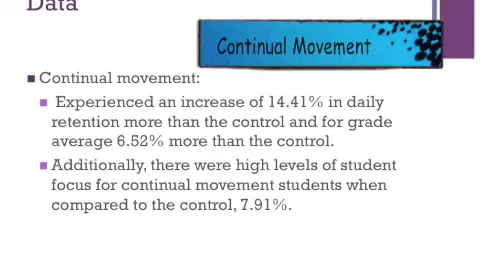 Data
Continual Movement
Continual movement:
Experienced an increase of 14.41% in daily
retention more than the control and for grade
average 6.52% more than the control.
Additionally, there were high levels of student
focus for continual movement students when
compared to the control, 7.91%.